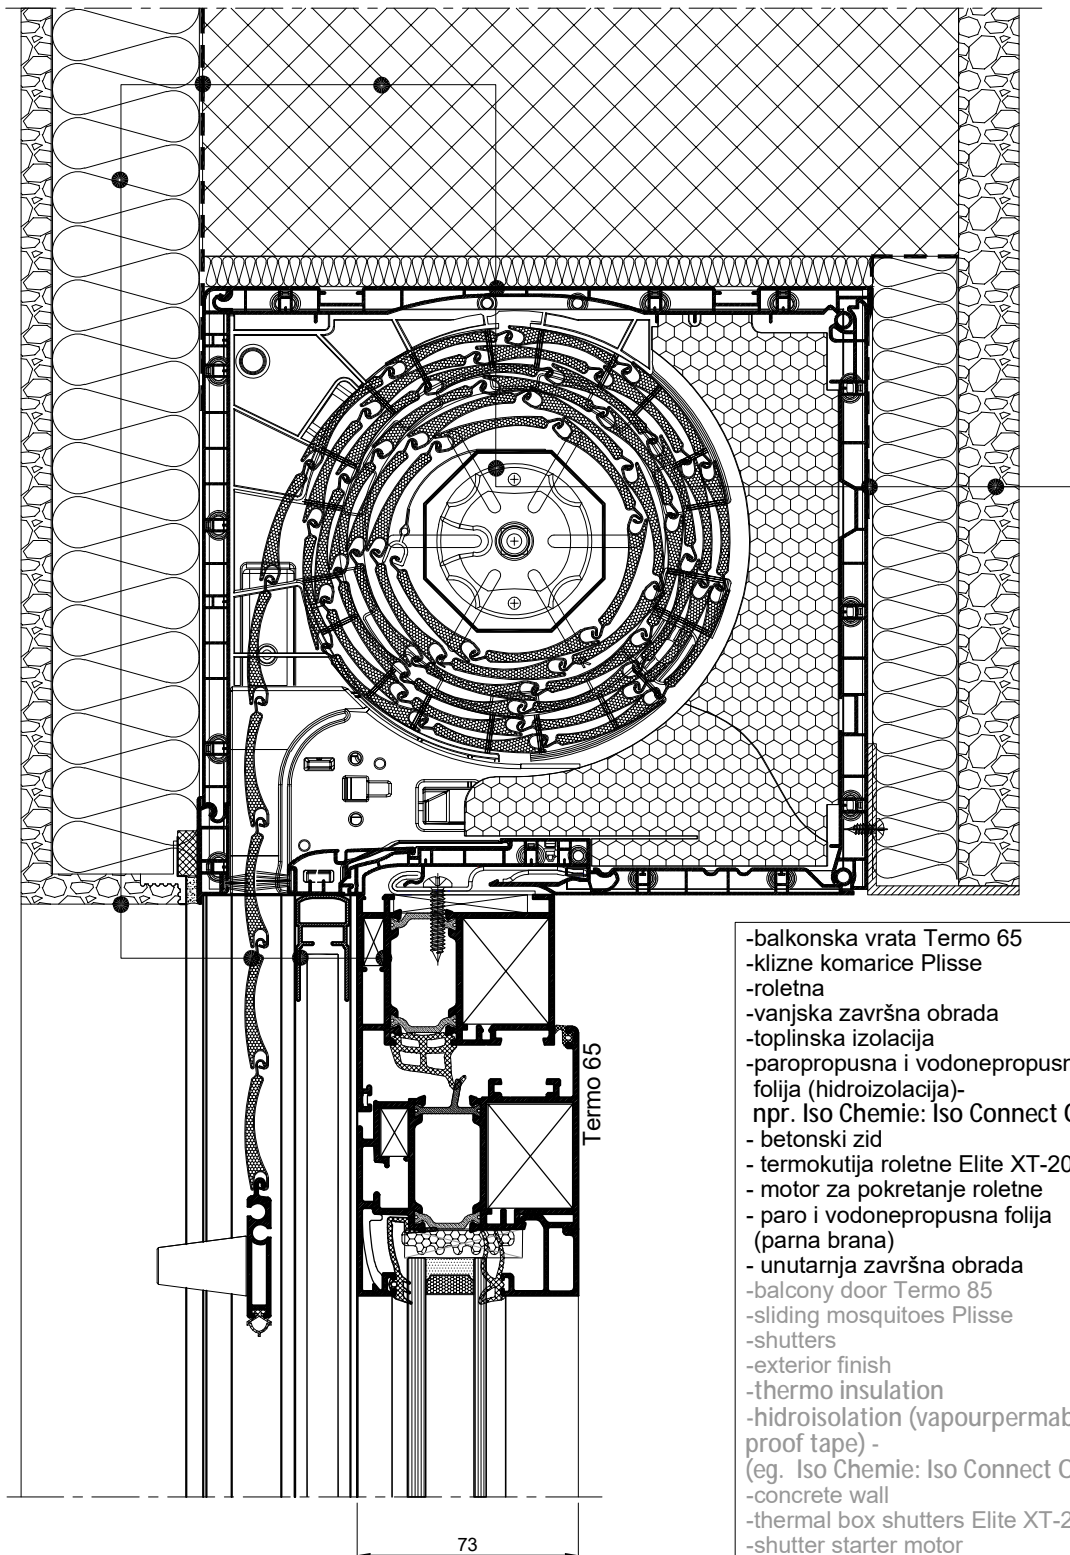 Termo 65
-balkonska vrata Termo 65
-klizne komarice Plisse
-roletna
-vanjska završna obrada
-toplinska izolacija
-paropropusna i vodonepropusn
folija (hidroizolacija)-
npr. Iso Chemie: Iso Connect
- betonski zid
- termokutija roletne Elite XT-20
- motor za pokretanje roletne
- paro i vodonepropusna folija
(parna brana)
- unutarnja završna obrada
-balcony door Termo 85
-sliding mosquitoes Plisse
-shutters
-exterior finish
-thermo insulation
-hidroisolation (vapourpermab
proof tape) -
(eg. Iso Chemie: Iso Connect
-concrete wall
-thermal box shutters Elite XT-2
-shutter starter motor
73